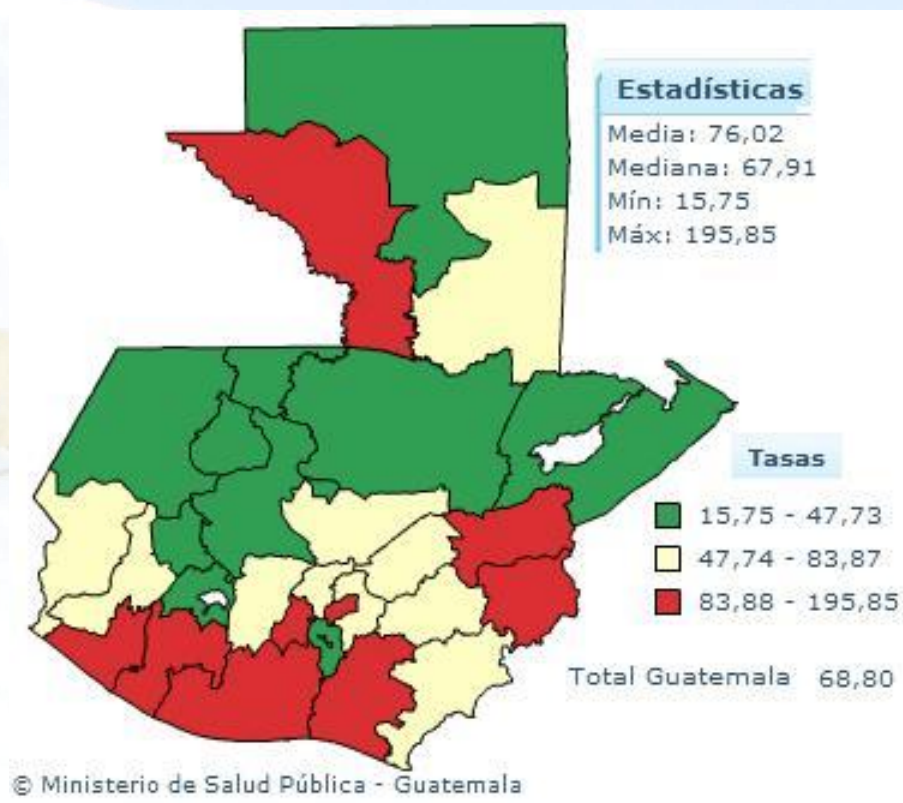 Estadísticas
Media: 76,02
Mediana: 67,91
Mín: 15,75
Máx: 195,85
Tasas
15,75 - 47,73
47,74 - 83,87
83,88 - 195,85
Total Guatemala 68,80
© Ministerio de Salud Pública - Guatemala